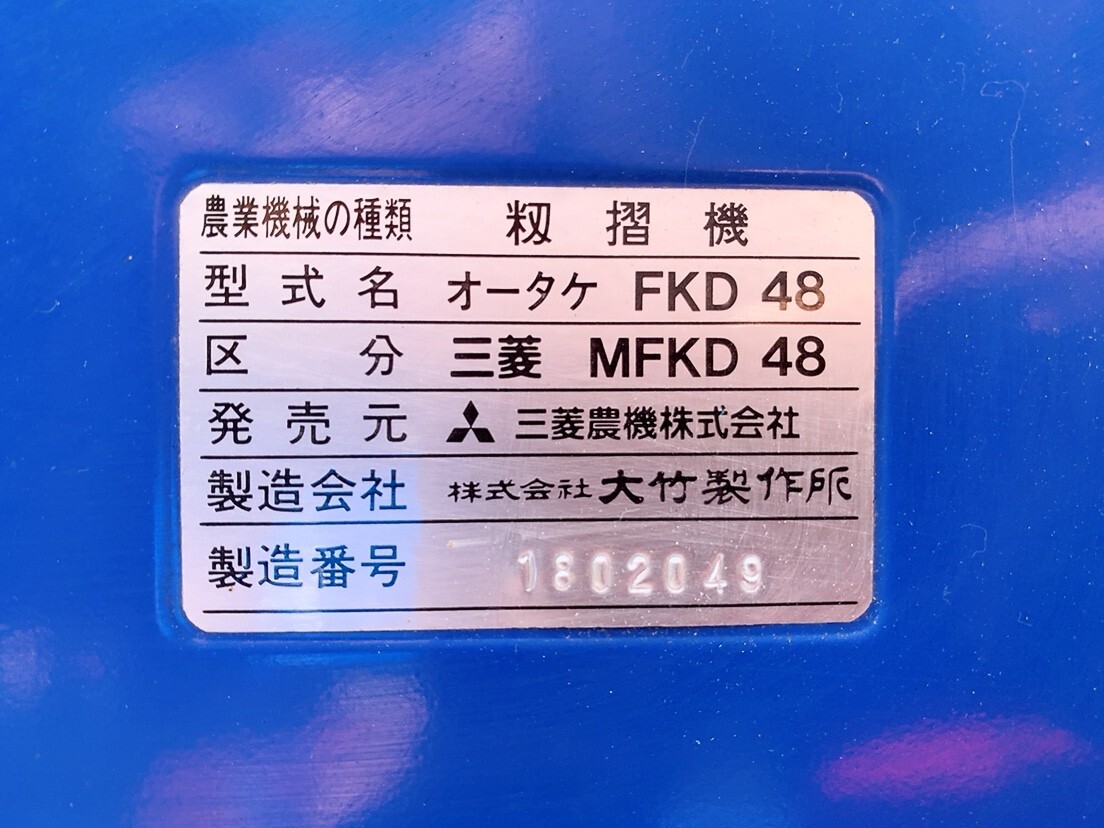 農業機械の種類 籾摺機
型式名 オータケ FKD 48
区分 三菱 MFKD 48
発売元 三菱農機株式会社
製造会社 株式会社大竹製作所
製造番号 1802049